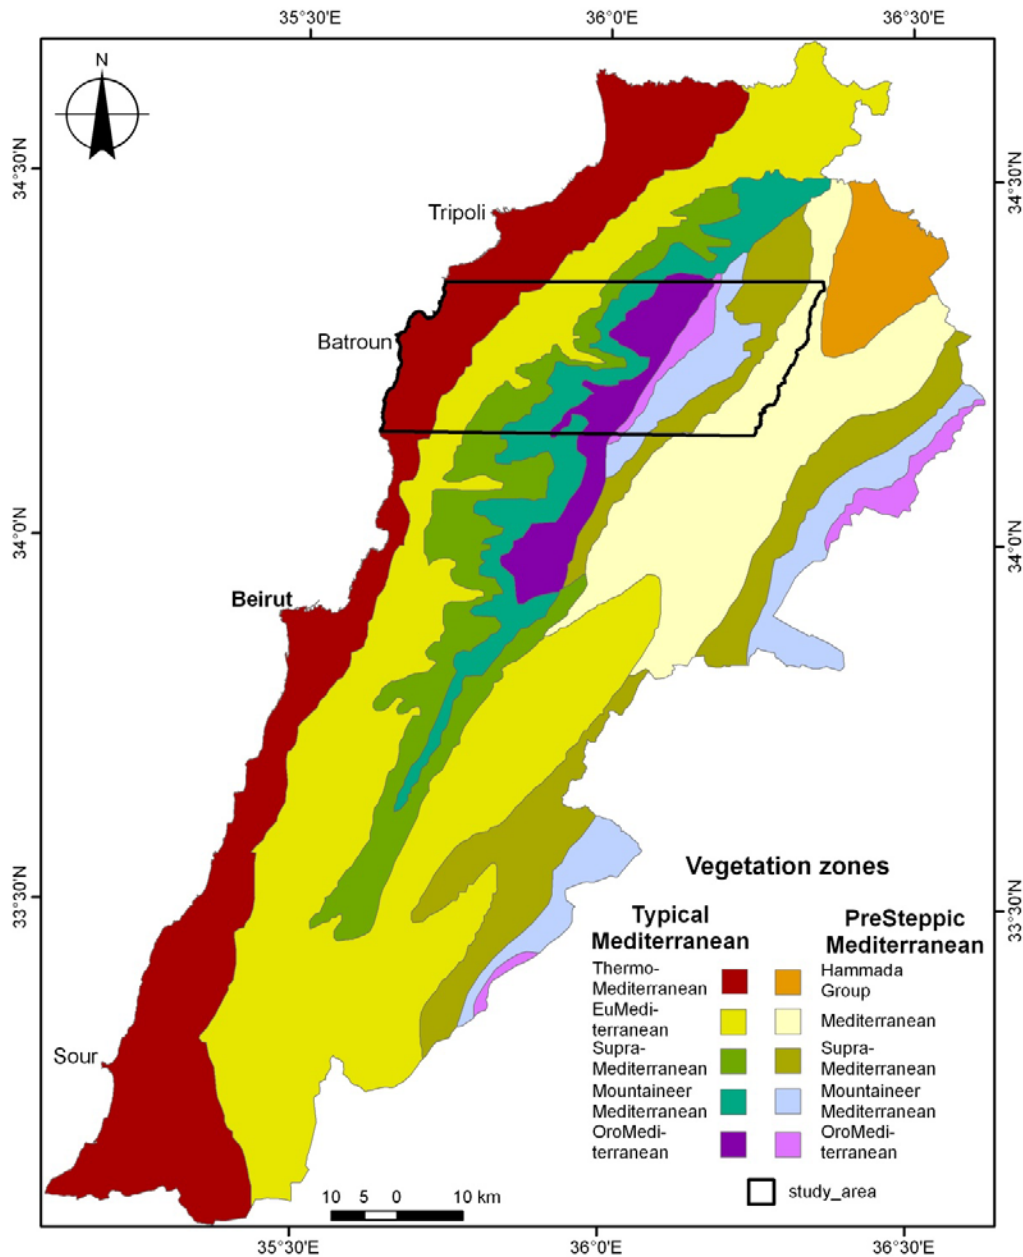 35°30'E 36°0'E 36°30'E
N
34°30'N
34°30'N
Tripoli
Batroun
34°0'N
34°0'N
Beirut
33°30'N
33°30'N
Vegetation zones
Typical
Mediterranean
PreSteppic
Mediterranean
Thermo-
Mediterranean
Hammada
Group
EuMedi-
terranean
Mediterranean
Supra-
Mediterranean
Supra-
Mediterranean
Mountaineer
Mediterranean
Mountaineer
Mediterranean
OroMedi-
terranean
OroMedi-
terranean
study_area
Sour
10 5 0 10 km
35°30'E 36°0'E 36°30'E